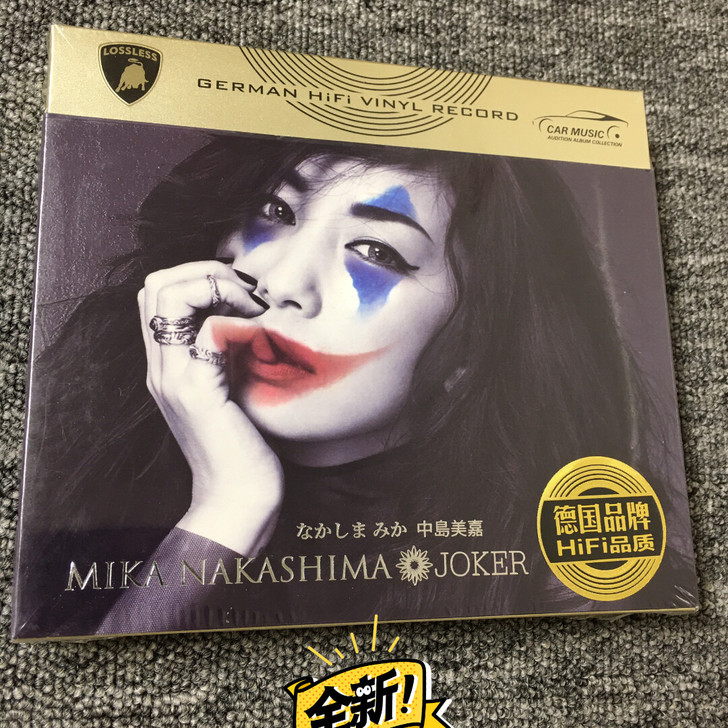 LOSSLESS
GERMAN HiFi VINYL RECORD
CAR MUSIC
AUDITION ALBUM COLLECTION
なかしま みか 中島美嘉
MIKA NAKASHIMA JOKER
德国品牌
HiFi品质
全新!